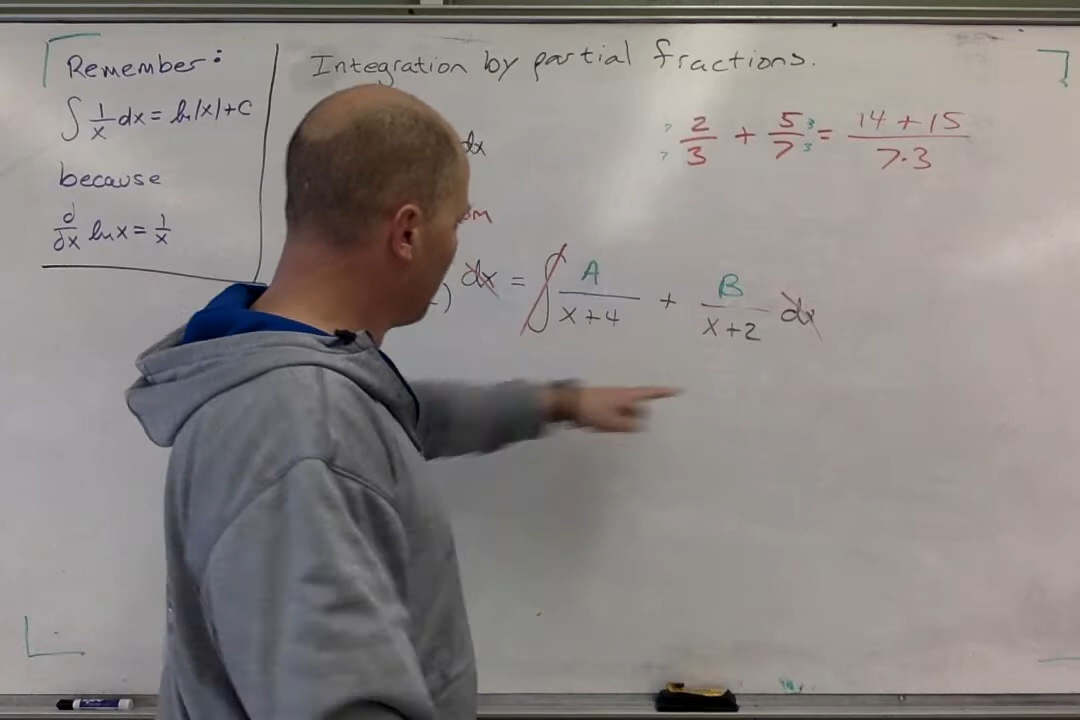 Remember:
∫ 1/x dx = ln|x| + C
because
d/dx ln x = 1/x
Integration by partial fractions.
dx
2/3 + 5/7 = 14 + 15 / 7·3
om
) dx = ∫ A/x+4 + B/x+2 dx